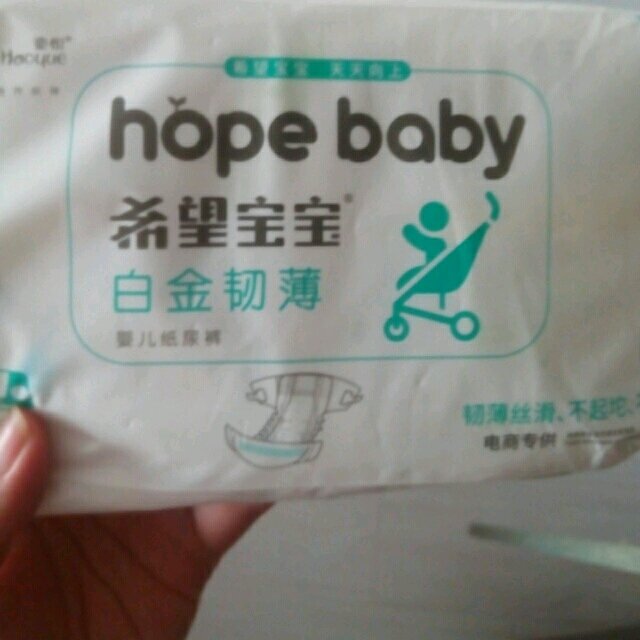 Haoyue
希望宝宝 天天向上
hope baby
希望宝宝®
白金韧薄
婴儿纸尿裤
韧薄丝滑、不起坨、
电商专供